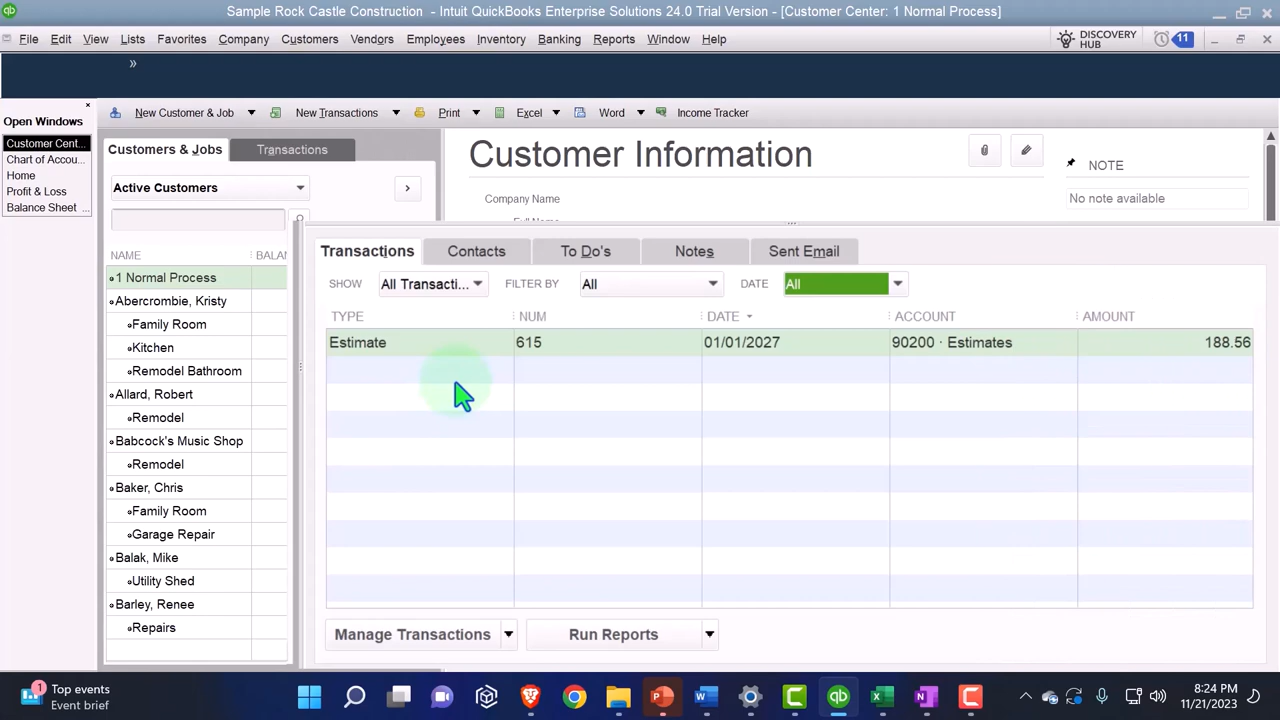 Sample Rock Castle Construction - Intuit QuickBooks Enterprise Solutions 24.0 Trial Version - [Customer Center: 1 Normal Process]
File Edit View Lists Favorites Company Customers Vendors Employees Inventory Banking Reports Window Help
DISCOVERY
HUB
11
»
Open Windows
Customer Cent...
Chart of Accou...
Home
Profit & Loss
Balance Sheet ...
New Customer & Job New Transactions Print Excel Word Income Tracker
Customers & Jobs Transactions
Active Customers
NAME BALAN
1 Normal Process
Abercrombie, Kristy
Family Room
Kitchen
Remodel Bathroom
Allard, Robert
Remodel
Babcock's Music Shop
Remodel
Baker, Chris
Family Room
Garage Repair
Balak, Mike
Utility Shed
Barley, Renee
Repairs
Customer Information
Company Name
Full Name
NOTE
No note available
Transactions Contacts To Do's Notes Sent Email
SHOW All Transacti... FILTER BY All DATE All
TYPE NUM DATE ACCOUNT AMOUNT
Estimate 615 01/01/2027 90200 · Estimates 188.56
Manage Transactions Run Reports
1
Top events
Event brief
8:24 PM
11/21/2023